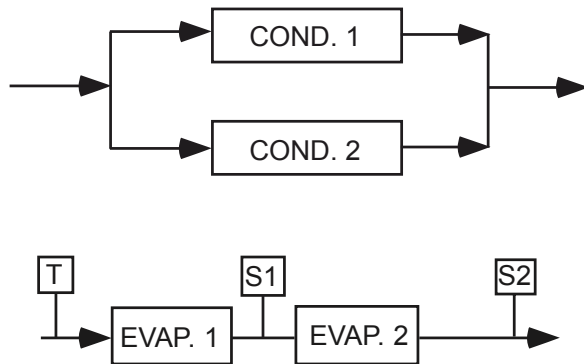 COND. 1
COND. 2
T
S1
S2
EVAP. 1
EVAP. 2